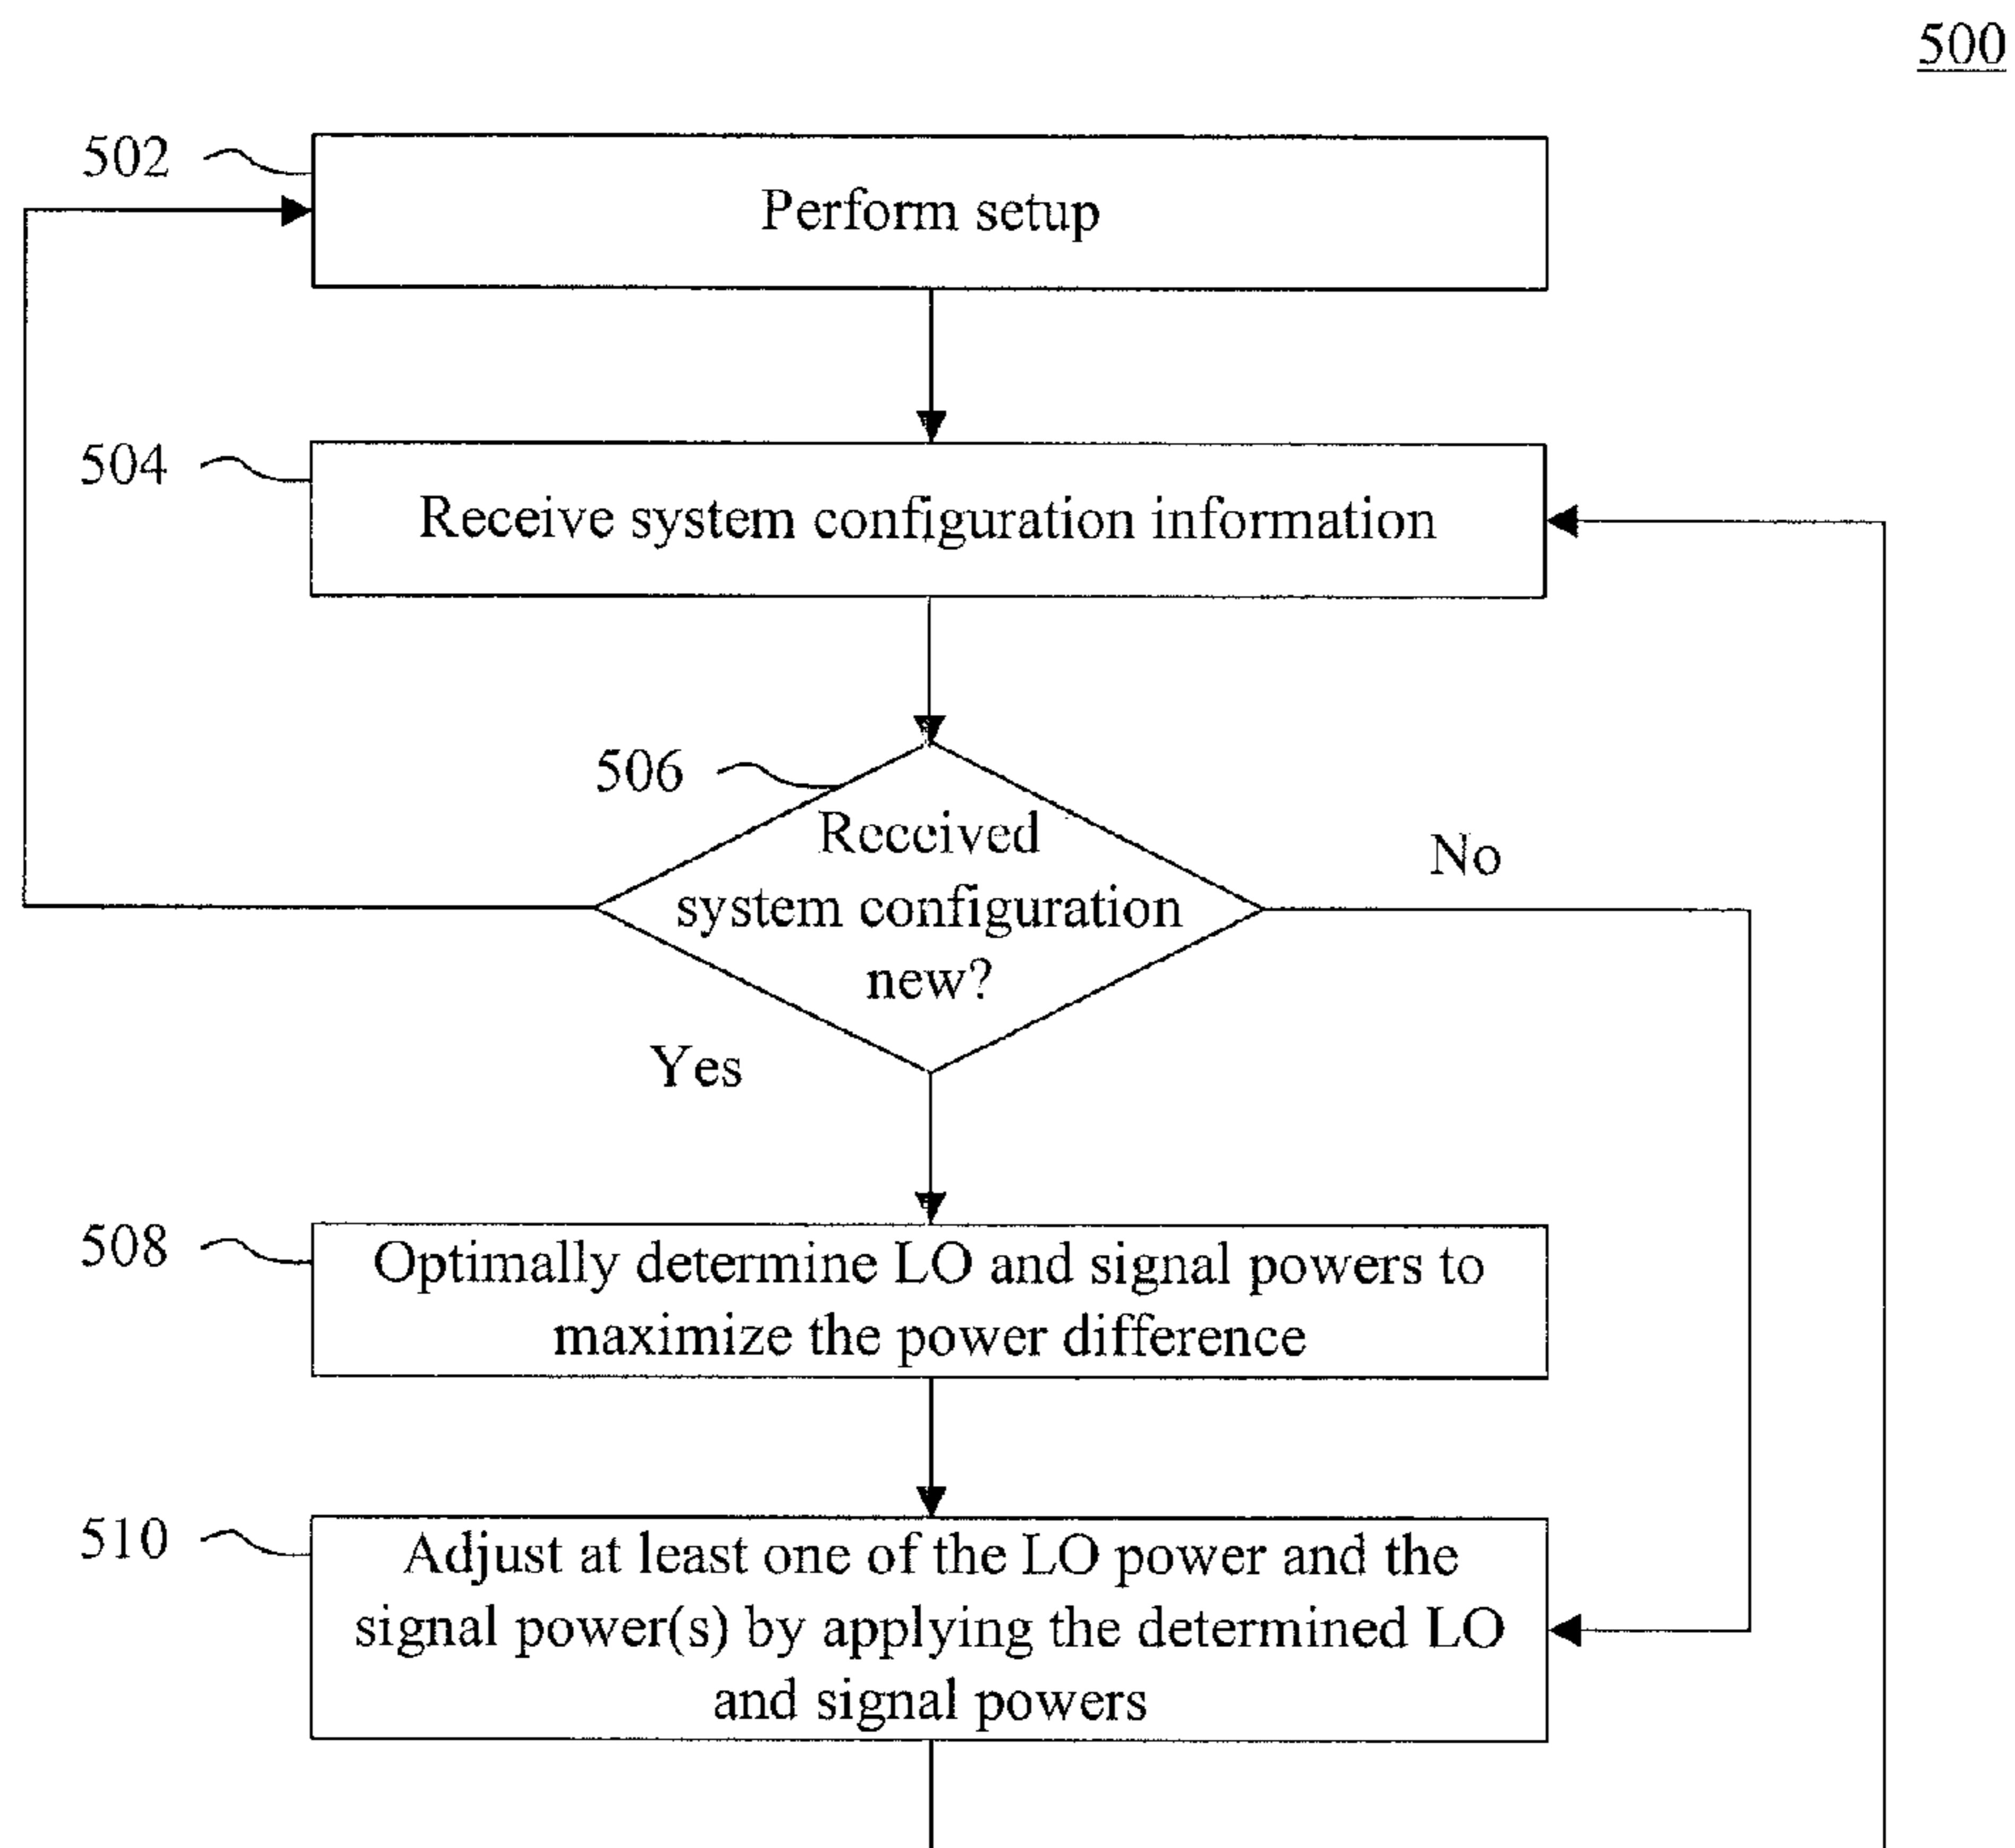 500
502
Perform setup
504
Receive system configuration information
506
Received
system configuration
new?
No
Yes
508
Optimally determine LO and signal powers to
maximize the power difference
510
Adjust at least one of the LO power and the
signal power(s) by applying the determined LO
and signal powers